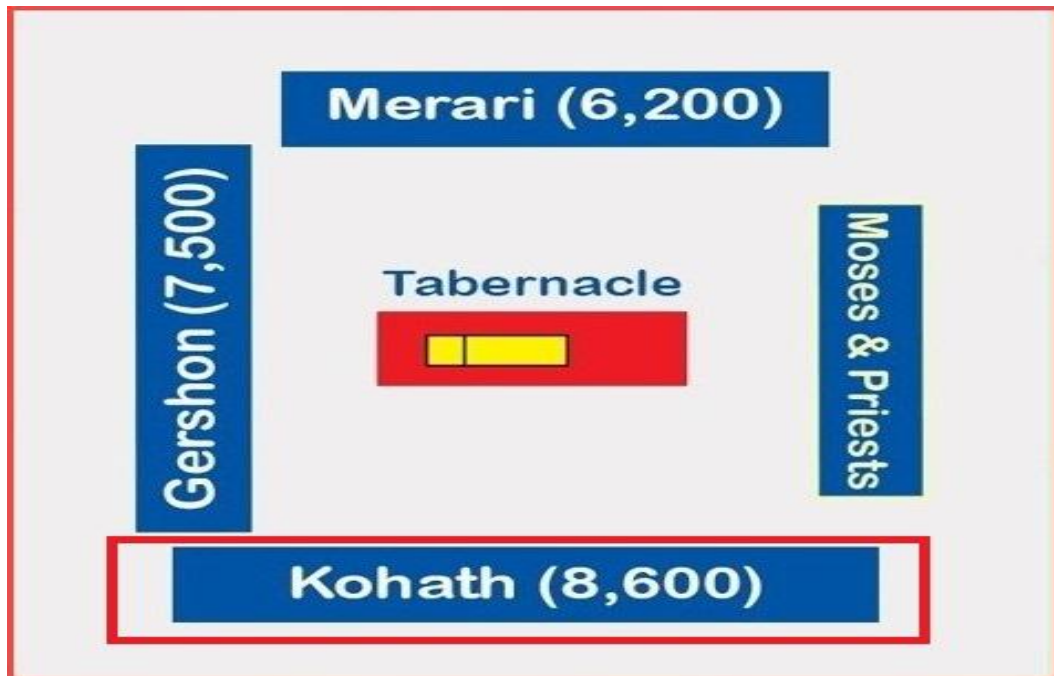 Merari (6,200)
Gershon (7,500)
Tabernacle
Moses & Priests
Kohath (8,600)